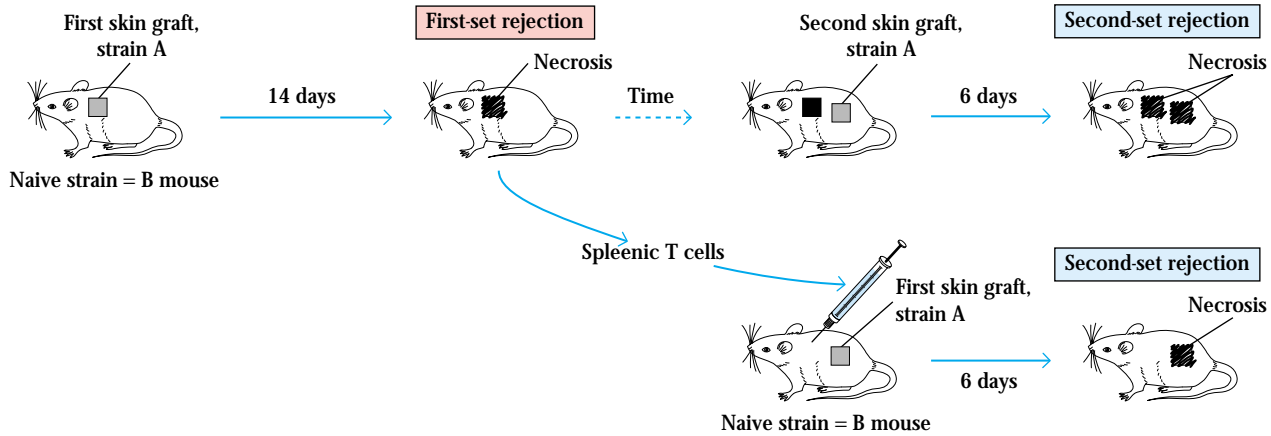 First skin graft,
strain A
First-set rejection
Necrosis
Second skin graft,
strain A
Second-set rejection
Necrosis
14 days
Time
6 days
Naive strain = B mouse
Spleenic T cells
First skin graft,
strain A
Second-set rejection
Necrosis
6 days
Naive strain = B mouse